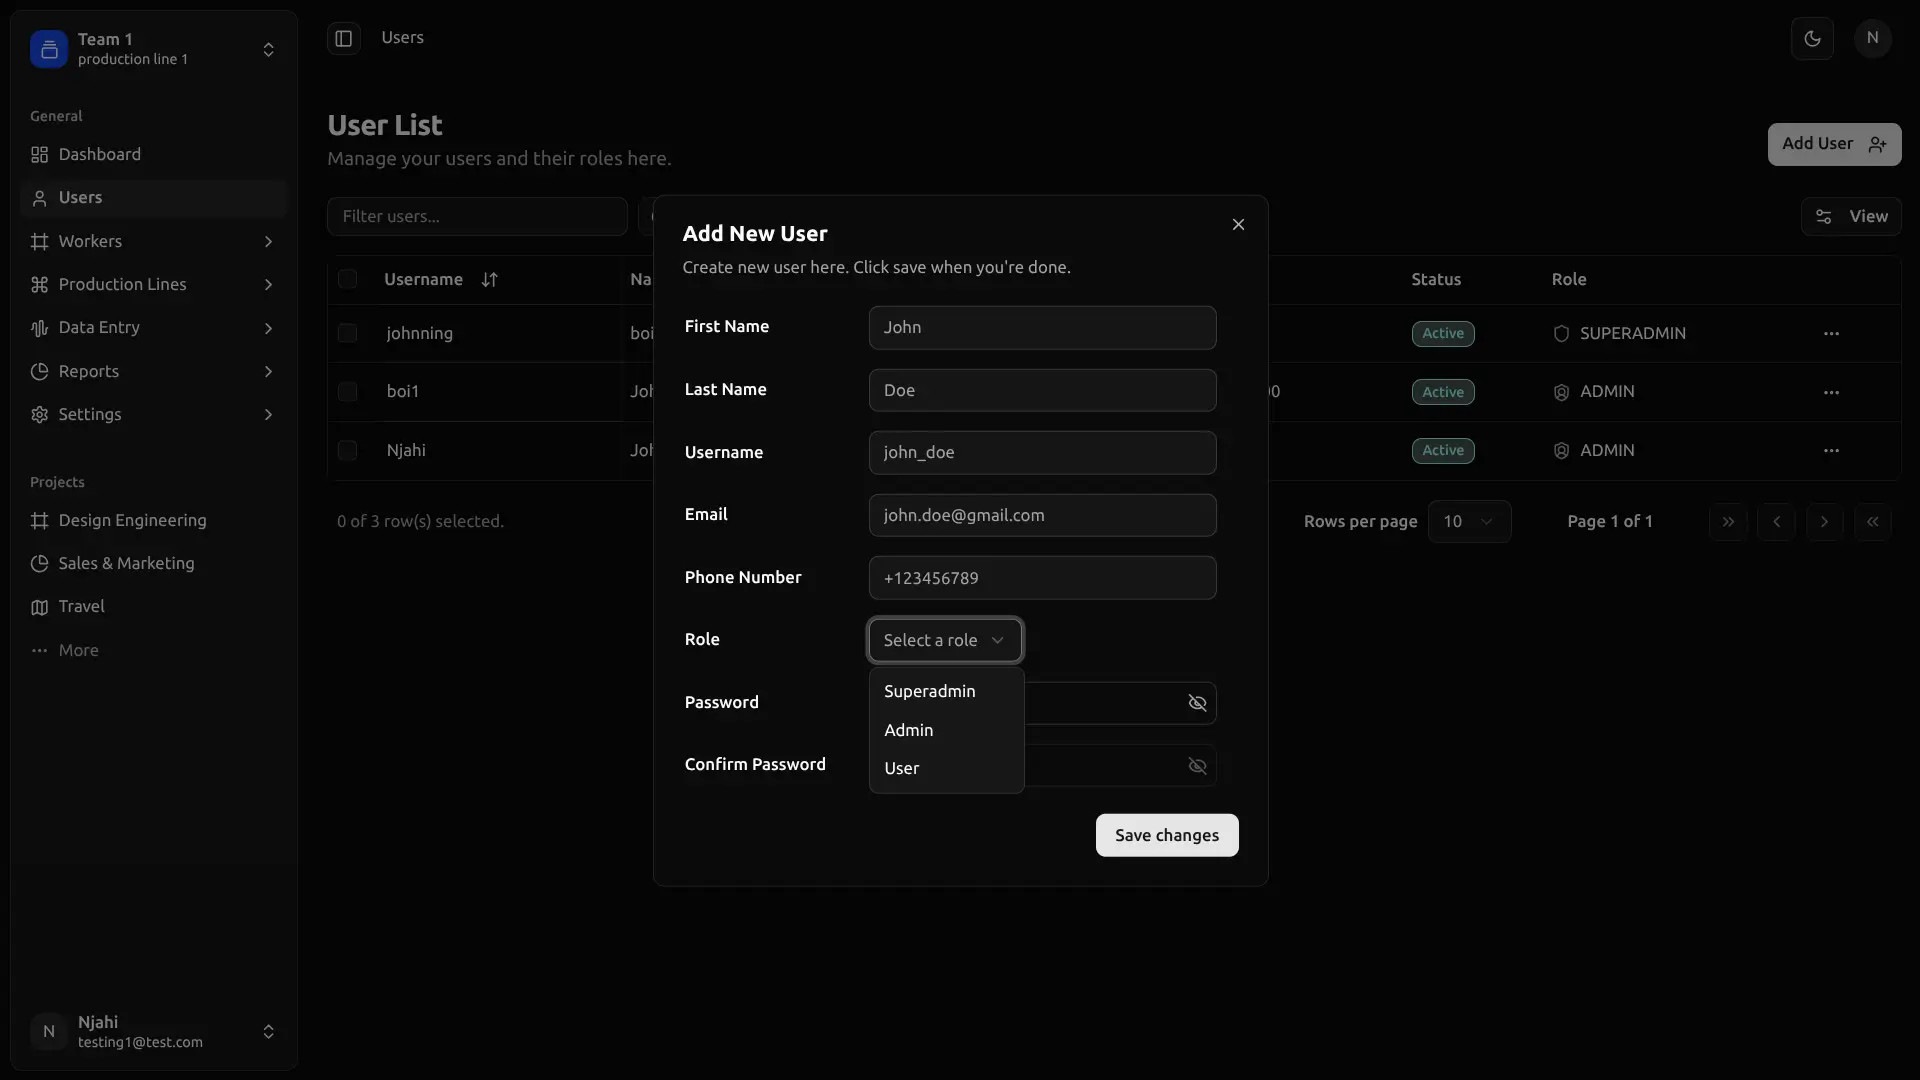 Team 1
production line 1
General
Dashboard
Users
Workers
Production Lines
Data Entry
Reports
Settings
Projects
Design Engineering
Sales & Marketing
Travel
More
N
Njahi
testing1@test.com
Users
N
User List
Manage your users and their roles here.
Add User
Filter users...
View
Username Na Status Role
johnning boi Active SUPERADMIN
boi1 Joh 00 Active ADMIN
Njahi Joh Active ADMIN
0 of 3 row(s) selected.
Rows per page 10 Page 1 of 1
Add New User
Create new user here. Click save when you're done.
First Name John
Last Name Doe
Username john_doe
Email john.doe@gmail.com
Phone Number +123456789
Role Select a role
Superadmin
Admin
User
Password
Confirm Password
Save changes